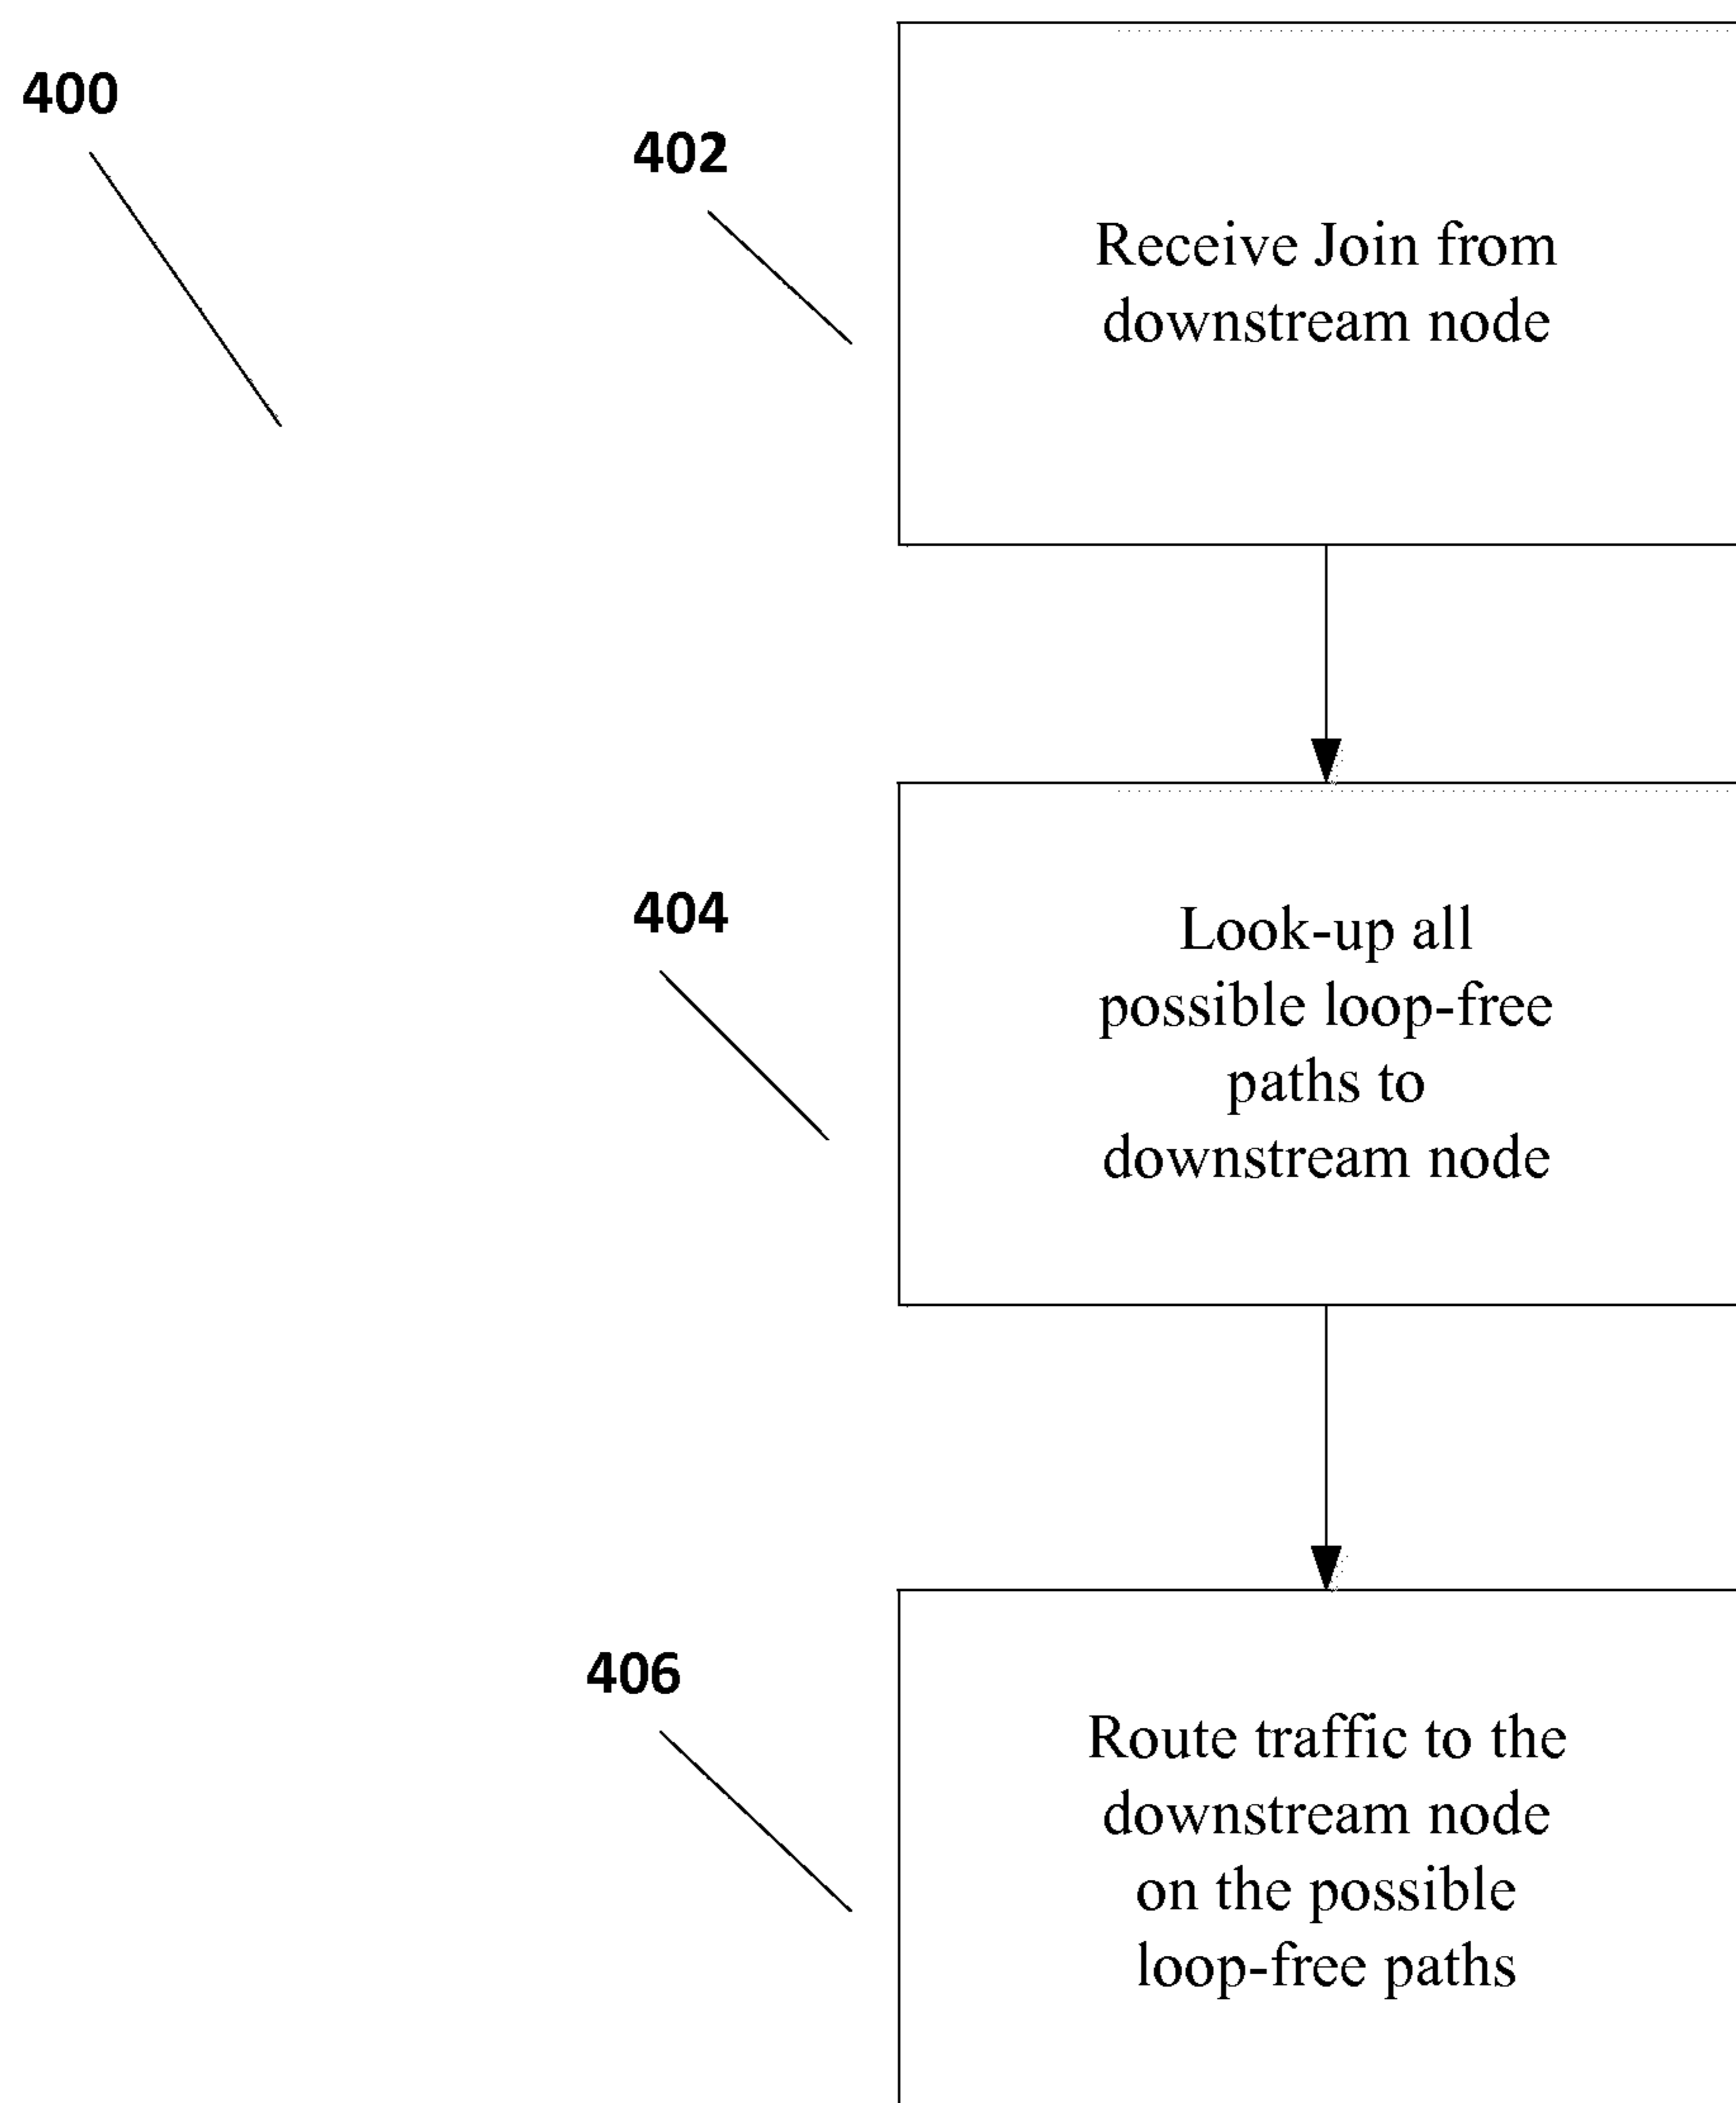 400
402
Receive Join from
downstream node
404
Look-up all
possible loop-free
paths to
downstream node
406
Route traffic to the
downstream node
on the possible
loop-free paths